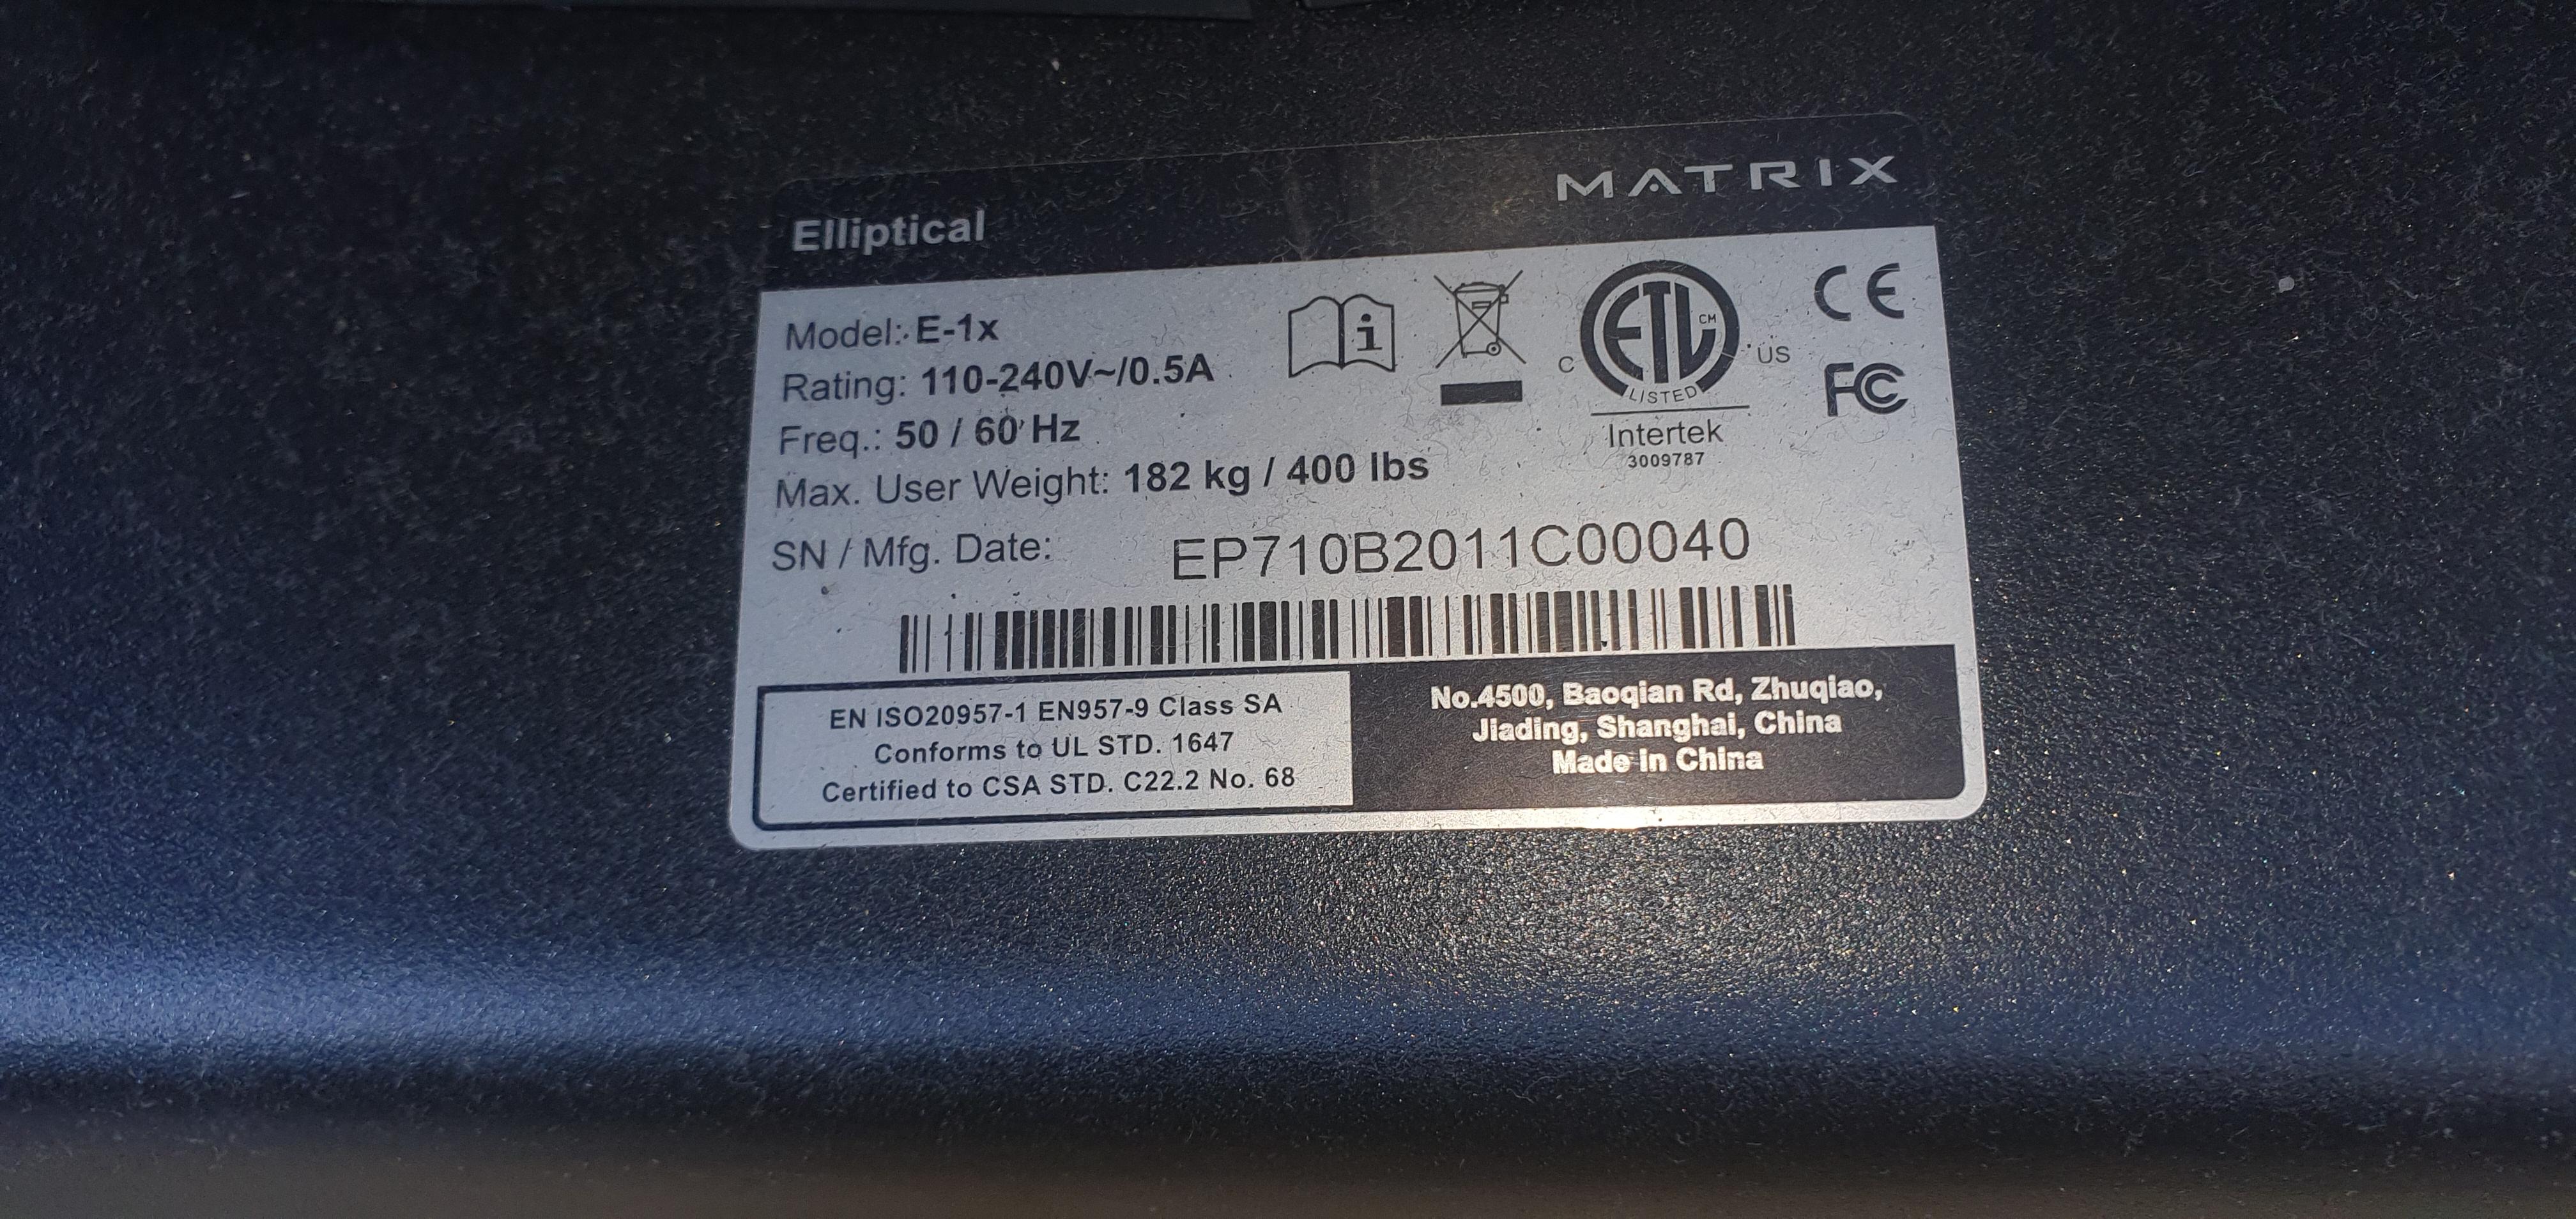 Elliptical
MATRIX
Model: E-1x
Rating: 110-240V~/0.5A
Freq.: 50 / 60 Hz
Max. User Weight: 182 kg / 400 lbs
SN / Mfg. Date: EP710B2011C00040
i
C ETL CM US
LISTED
Intertek
3009787
CE
FC
EN ISO20957-1 EN957-9 Class SA
Conforms to UL STD. 1647
Certified to CSA STD. C22.2 No. 68
No.4500, Baoqian Rd, Zhuqiao,
Jiading, Shanghai, China
Made in China